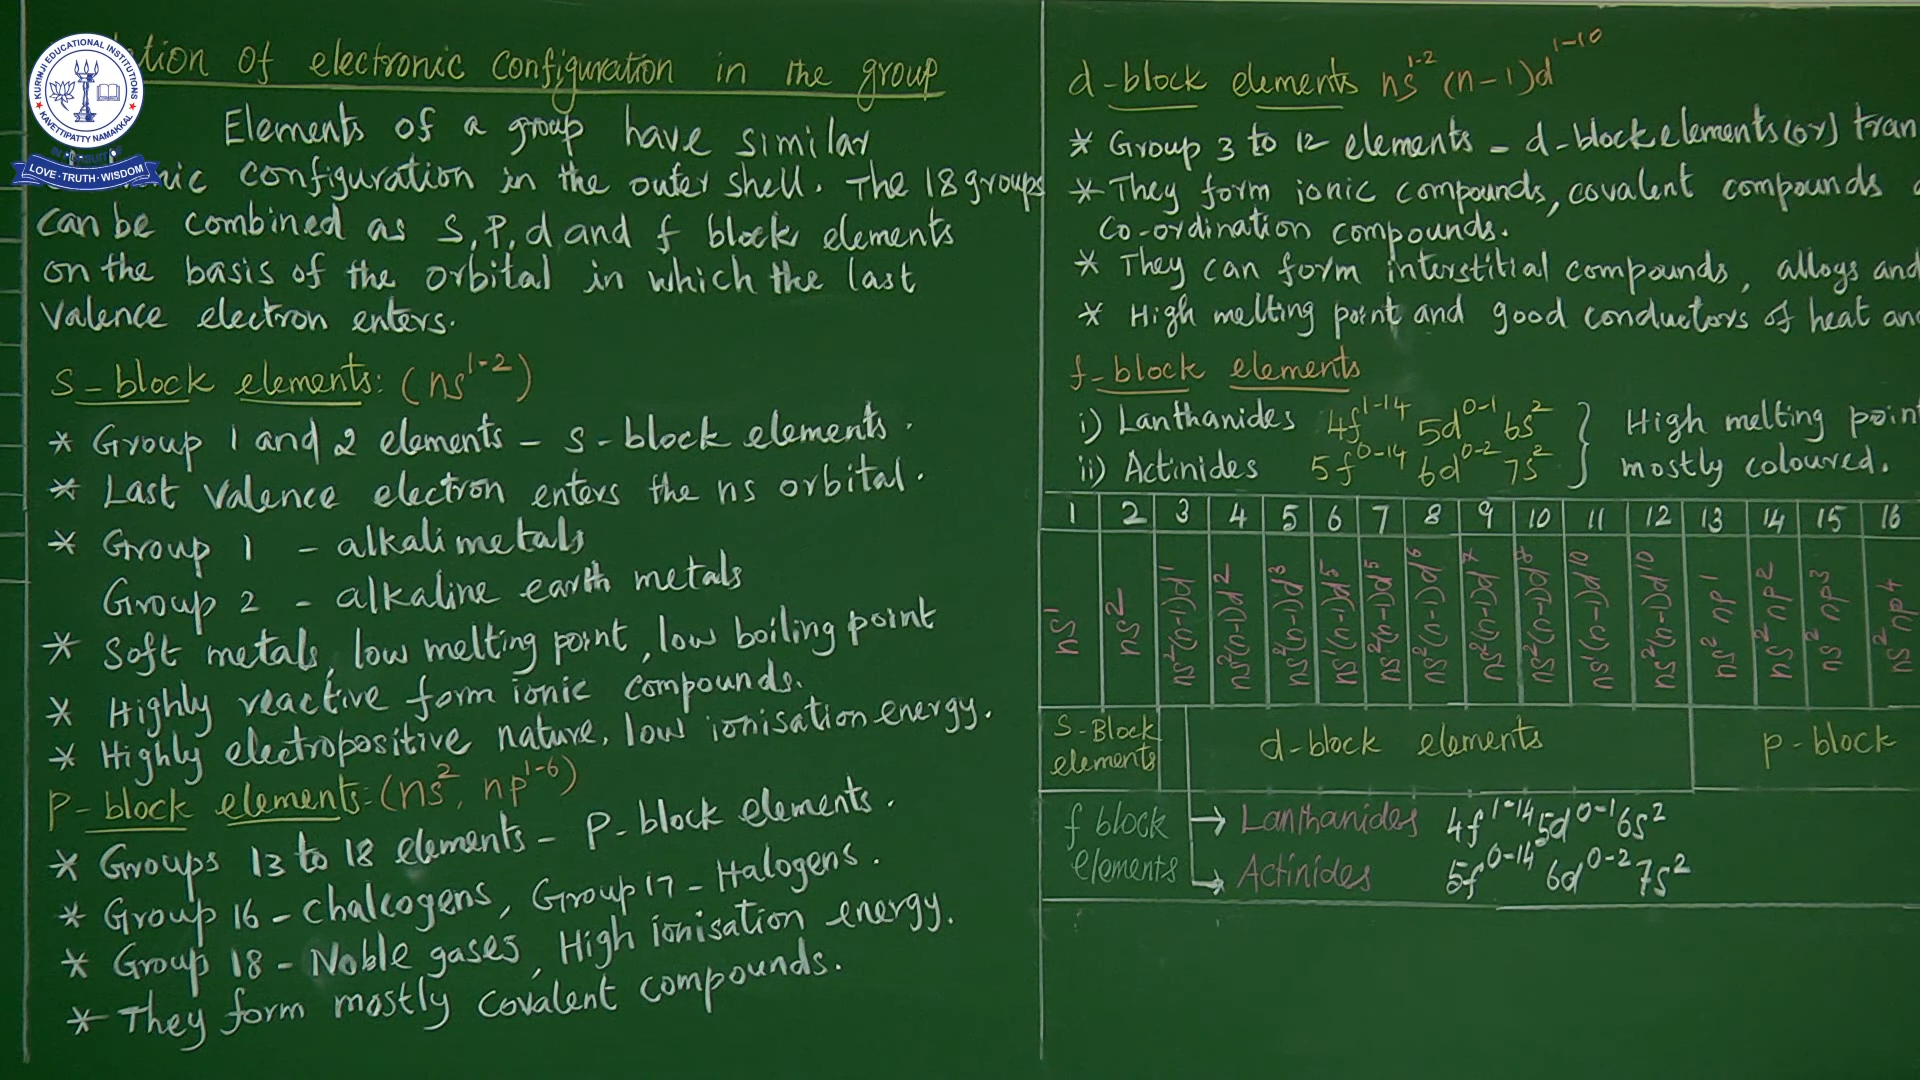 KURINJI EDUCATIONAL INSTITUTIONS
KAVETTIPATTY NAMAKKAL
LOVE · TRUTH · WISDOM
of electronic configuration in the group
Elements of a group have similar
configuration in the outer shell. The 18 groups
can be combined as s, p, d and f block elements
on the basis of the orbital in which the last
valence electron enters.
S-block elements: (ns¹⁻²)
* Group 1 and 2 elements – s-block elements.
* Last valence electron enters the ns orbital.
* Group 1 – alkali metals
Group 2 – alkaline earth metals
* Soft metals, low melting point, low boiling point
* Highly reactive form ionic compounds.
* Highly electropositive nature, low ionisation energy.
P-block elements: (ns², np¹⁻⁶)
* Groups 13 to 18 elements – P-block elements.
* Group 16 – chalcogens, Group 17 – Halogens.
* Group 18 – Noble gases, High ionisation energy.
* They form mostly covalent compounds.
d-block elements ns¹⁻² (n-1)d¹⁻¹⁰
* Group 3 to 12 elements – d-block elements (or) tran
* They form ionic compounds, covalent compounds
co-ordination compounds.
* They can form interstitial compounds, alloys and
* High melting point and good conductors of heat an
f-block elements
i) Lanthanides 4f¹⁻¹⁴ 5d⁰⁻¹ 6s² } High melting poin
ii) Actinides 5f⁰⁻¹⁴ 6d⁰⁻² 7s² } mostly coloured.
1 2 3 4 5 6 7 8 9 10 11 12 13 14 15 16
ns¹ ns² ns²(n-1)d¹ ns²(n-1)d² ns²(n-1)d³ ns¹(n-1)d⁵ ns²(n-1)d⁵ ns²(n-1)d⁶ ns²(n-1)d⁷ ns²(n-1)d⁸ ns¹(n-1)d¹⁰ ns²(n-1)d¹⁰ ns² np¹ ns² np² ns² np³ ns² np⁴
S-Block elements d-block elements p-block
f block elements → Lanthanides 4f¹⁻¹⁴ 5d⁰⁻¹ 6s²
→ Actinides 5f⁰⁻¹⁴ 6d⁰⁻² 7s²